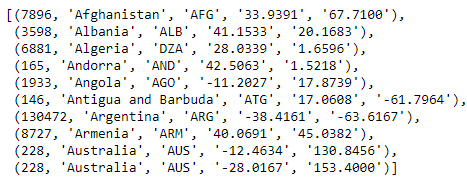 [(7896, 'Afghanistan', 'AFG', '33.9391', '67.7100'),
(3598, 'Albania', 'ALB', '41.1533', '20.1683'),
(6881, 'Algeria', 'DZA', '28.0339', '1.6596'),
(165, 'Andorra', 'AND', '42.5063', '1.5218'),
(1933, 'Angola', 'AGO', '-11.2027', '17.8739'),
(146, 'Antigua and Barbuda', 'ATG', '17.0608', '-61.7964'),
(130472, 'Argentina', 'ARG', '-38.4161', '-63.6167'),
(8727, 'Armenia', 'ARM', '40.0691', '45.0382'),
(228, 'Australia', 'AUS', '-12.4634', '130.8456'),
(228, 'Australia', 'AUS', '-28.0167', '153.4000')]